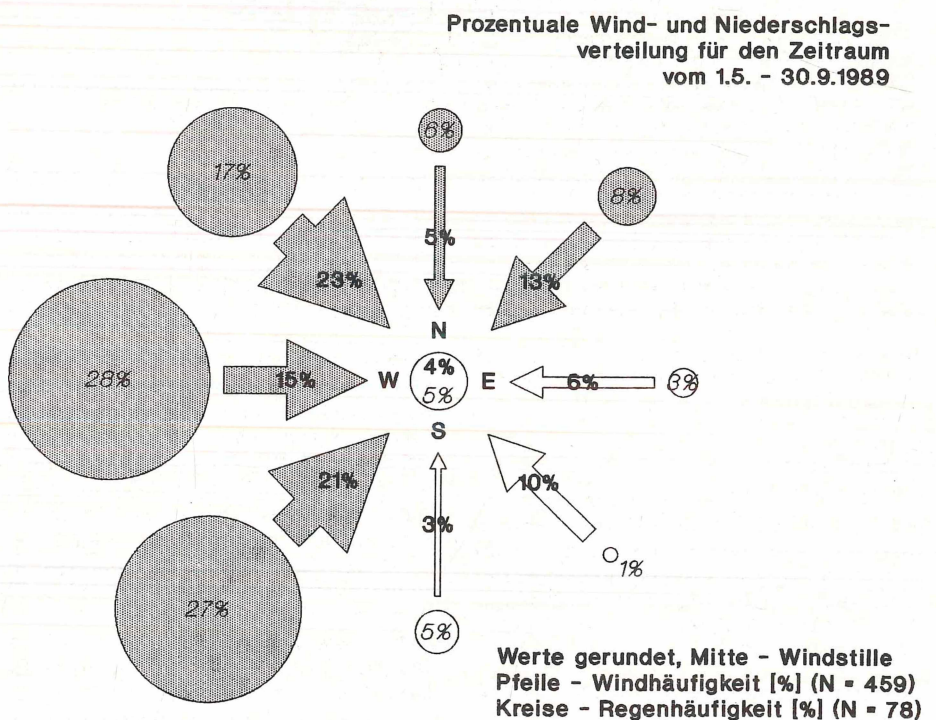 Prozentuale Wind- und Niederschlags-
verteilung für den Zeitraum
vom 1.5. - 30.9.1989
6%
17%
8%
5%
23%
13%
N
28%
15%
W
4%
5%
E
6%
3%
S
21%
10%
3%
1%
27%
5%
Werte gerundet, Mitte - Windstille
Pfeile - Windhäufigkeit [%] (N = 459)
Kreise - Regenhäufigkeit [%] (N = 78)